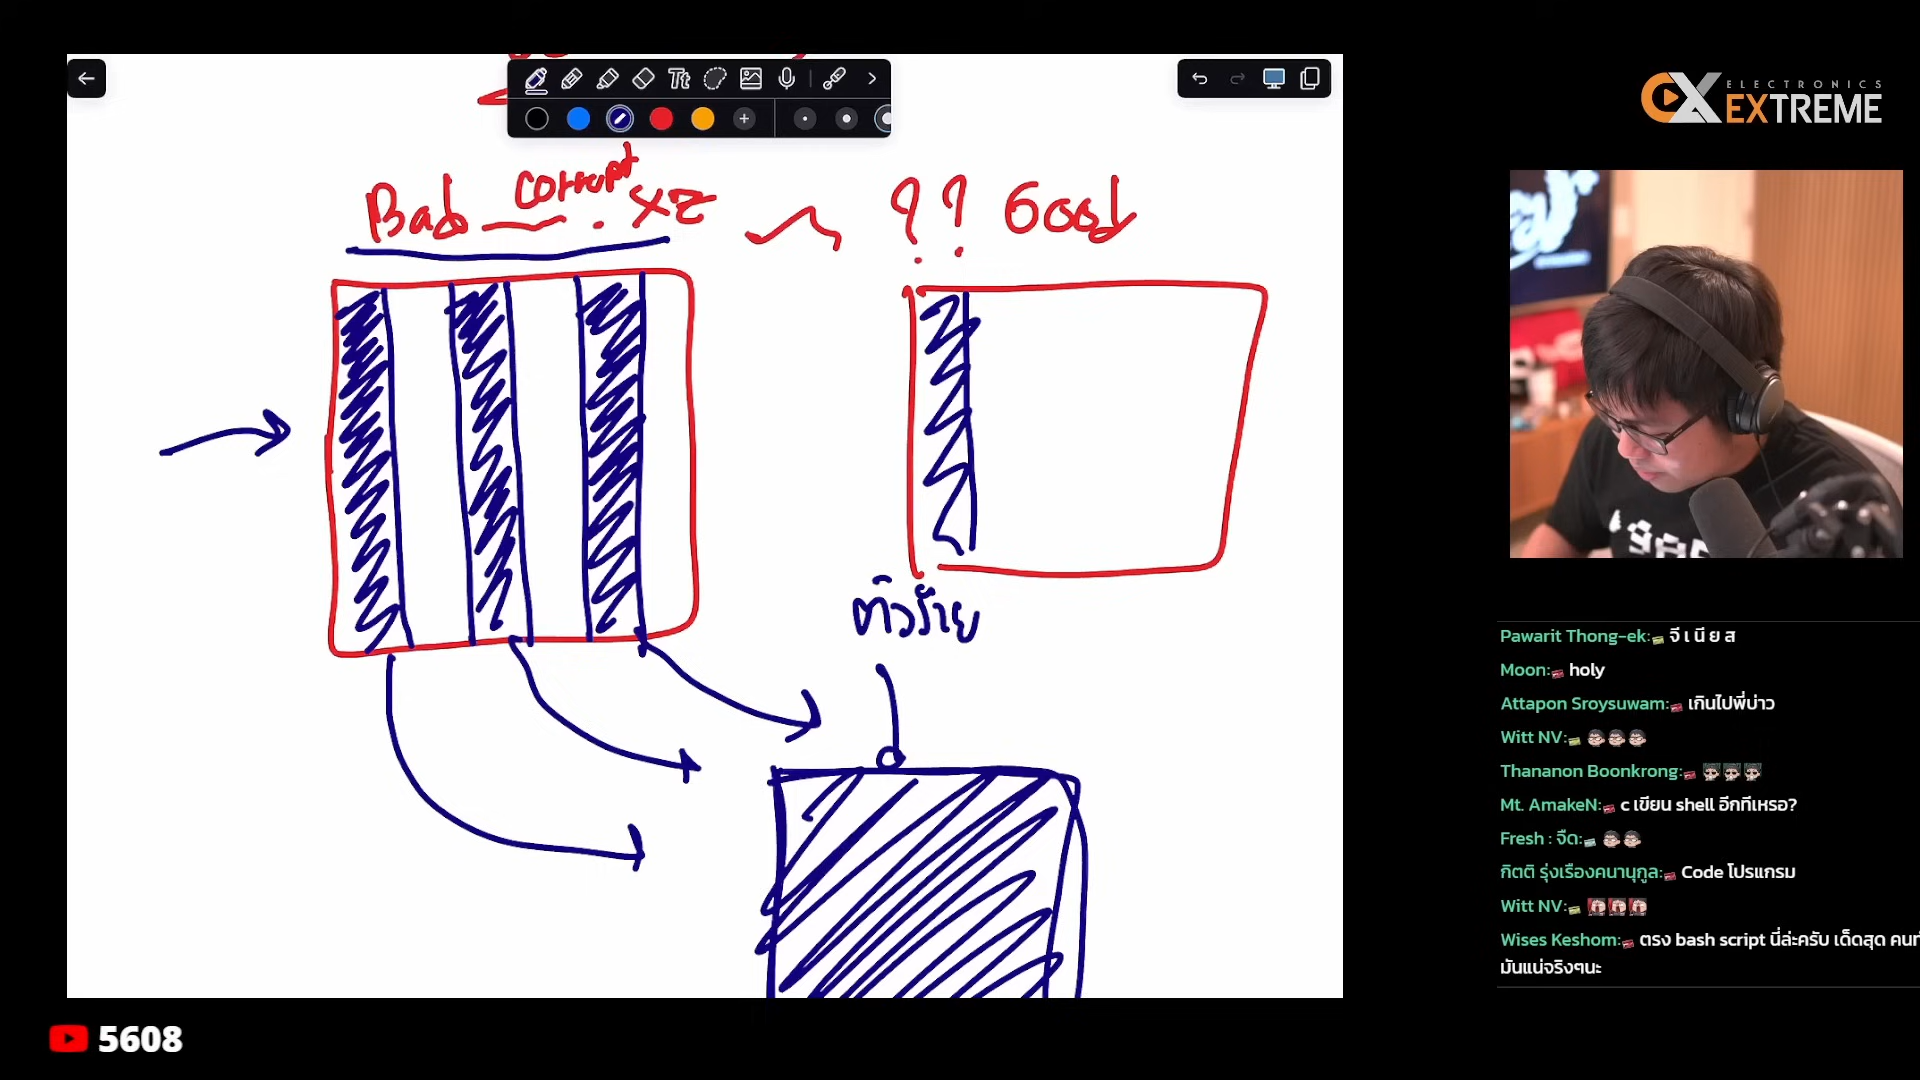 Tt
Bad corrupt . XZ ?? Good
ตัวร้าย
ELECTRONICS
EXTREME
Pawarit Thong-ek: จี เ นี ย ส
Moon: holy
Attapon Sroysuwam: เกินไปพี่บ่าว
Witt NV:
Thananon Boonkrong:
Mt. AmakeN: c เขียน shell อีกทีเหรอ?
Fresh : จืด:
กิตติ รุ่งเรืองคนานุกูล: Code โปรแกรม
Witt NV:
Wises Keshom: ตรง bash script นี่ล่ะครับ เด็ดสุด คนทำ
มันแน่จริงๆนะ
5608